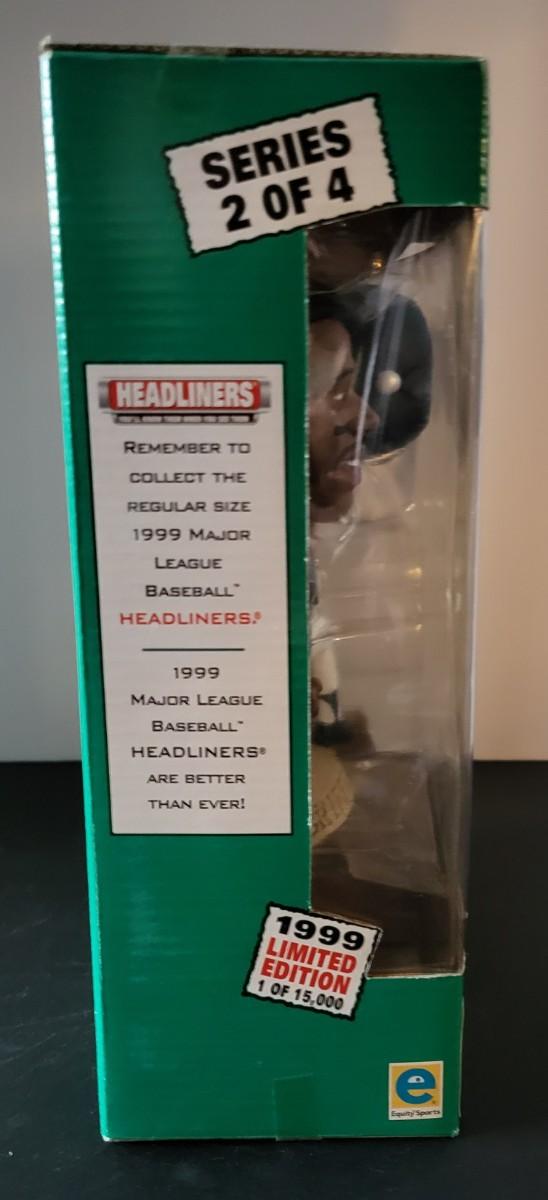 SERIES
2 OF 4
HEADLINERS®
REMEMBER TO
COLLECT THE
REGULAR SIZE
1999 MAJOR
LEAGUE
BASEBALL™
HEADLINERS.®
1999
MAJOR LEAGUE
BASEBALL™
HEADLINERS®
ARE BETTER
THAN EVER!
1999
LIMITED
EDITION
1 OF 15,000
e
Equity Sports